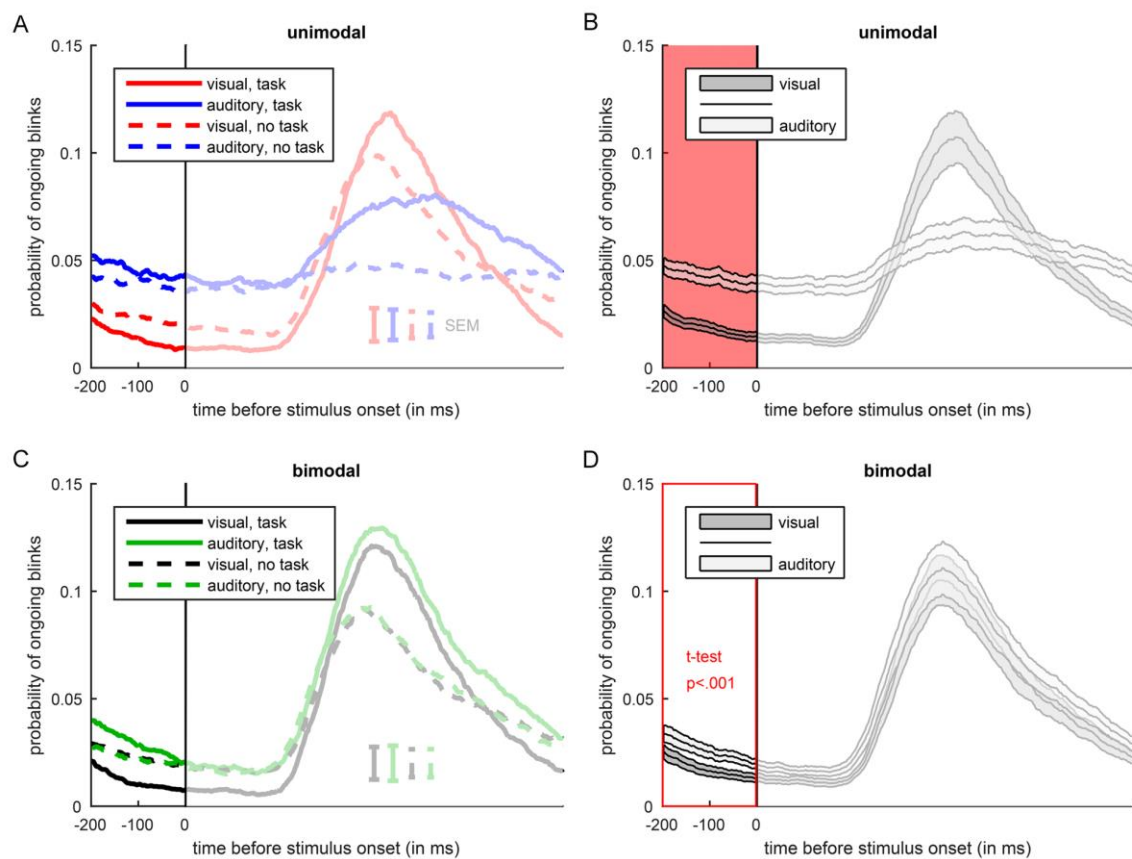 A
unimodal
probability of ongoing blinks
0.15
0.1
0.05
0
visual, task
auditory, task
visual, no task
auditory, no task
SEM
-200 -100 0
time before stimulus onset (in ms)
B
unimodal
probability of ongoing blinks
0.15
0.1
0.05
0
visual
auditory
-200 -100 0
time before stimulus onset (in ms)
C
bimodal
probability of ongoing blinks
0.15
0.1
0.05
0
visual, task
auditory, task
visual, no task
auditory, no task
-200 -100 0
time before stimulus onset (in ms)
D
bimodal
probability of ongoing blinks
0.15
0.1
0.05
0
visual
auditory
t-test
p<.001
-200 -100 0
time before stimulus onset (in ms)